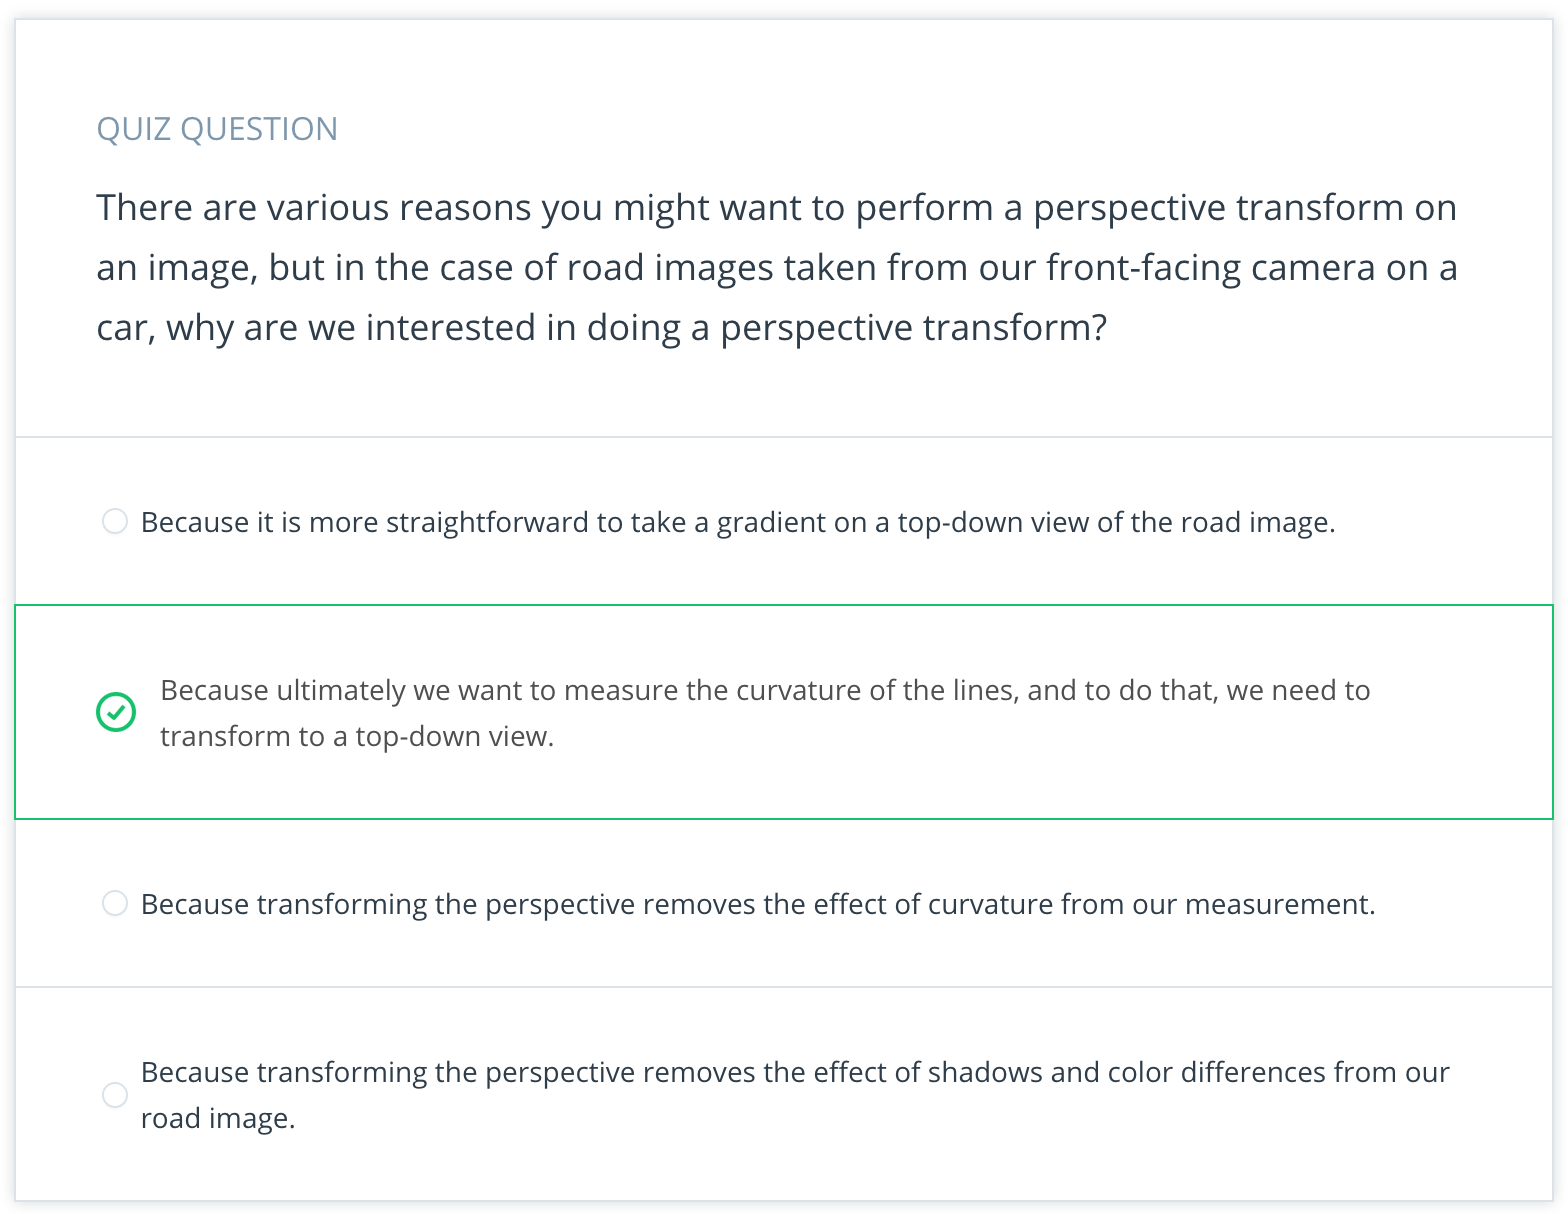 QUIZ QUESTION
There are various reasons you might want to perform a perspective transform on
an image, but in the case of road images taken from our front-facing camera on a
car, why are we interested in doing a perspective transform?
Because it is more straightforward to take a gradient on a top-down view of the road image.
Because ultimately we want to measure the curvature of the lines, and to do that, we need to
transform to a top-down view.
Because transforming the perspective removes the effect of curvature from our measurement.
Because transforming the perspective removes the effect of shadows and color differences from our
road image.